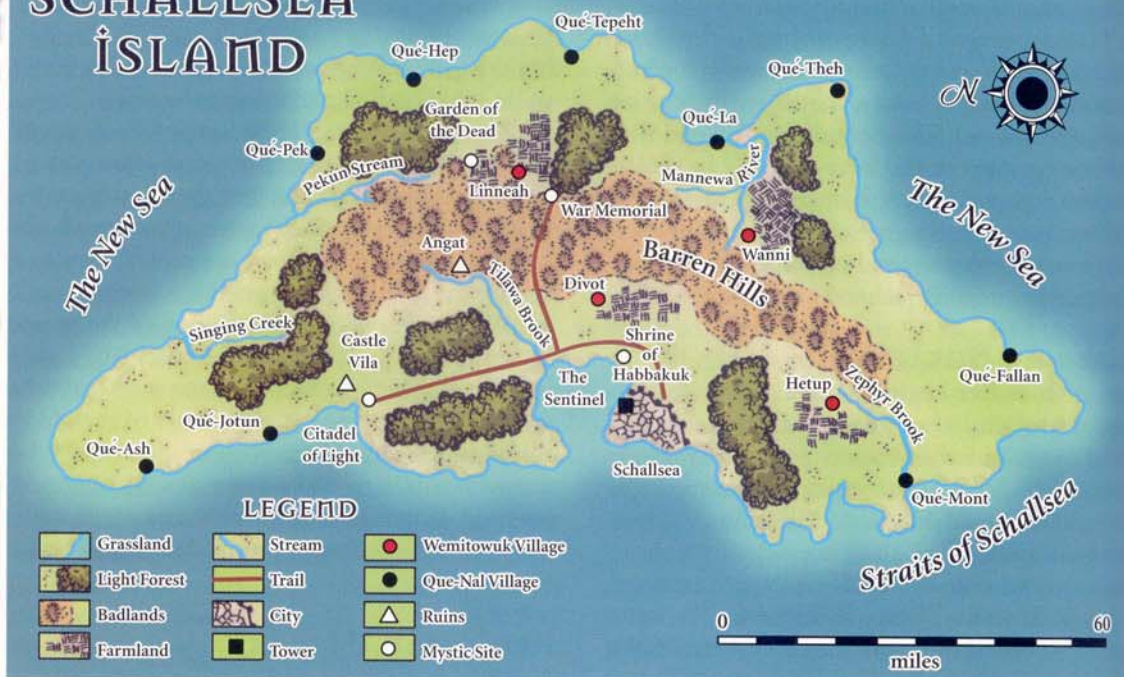 SCHALLSEA
ISLAND
Qué-Tepeht
Qué-Hep
Qué-Theh
N
Garden of
the Dead
Qué-La
Qué-Pek
Pekun Stream
Linneah
Mannewa River
War Memorial
The New Sea
The New Sea
Angat
Barren Hills
Wanni
Tilawa Brook
Divot
Singing Creek
Castle
Vila
Shrine
of
Habbakuk
The
Sentinel
Qué-Fallan
Hetup
Zephyr Brook
Qué-Jotun
Citadel
of Light
Qué-Ash
Schallsea
Qué-Mont
Straits of Schallsea
LEGEND
Grassland
Stream
Wemitowuk Village
Light Forest
Trail
Que-Nal Village
Badlands
City
Ruins
Farmland
Tower
Mystic Site
0 60
miles